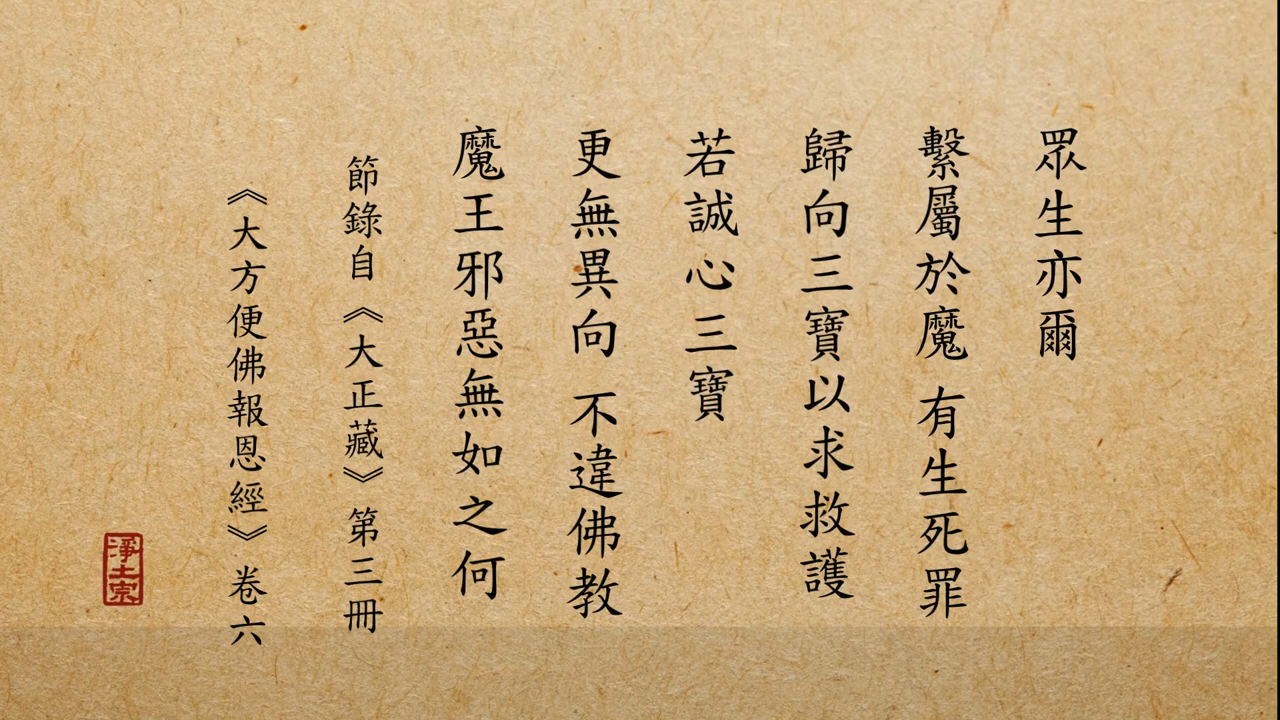 眾生亦爾
繫屬於魔 有生死罪
歸向三寶以求救護
若誠心三寶
更無異向 不違佛教
魔王邪惡無如之何
節錄自《大正藏》第三冊
《大方便佛報恩經》卷六
淨土宗